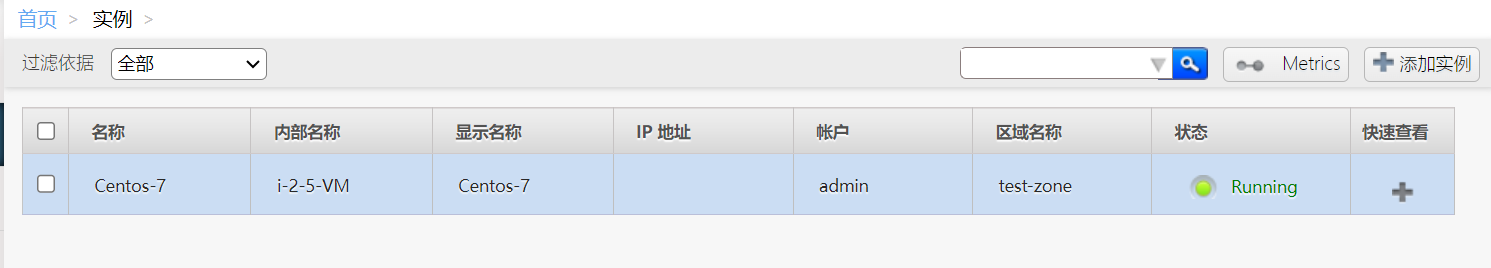 首页 > 实例 >
过滤依据 全部 Metrics 添加实例
名称 内部名称 显示名称 IP 地址 帐户 区域名称 状态 快速查看
Centos-7 i-2-5-VM Centos-7 admin test-zone Running